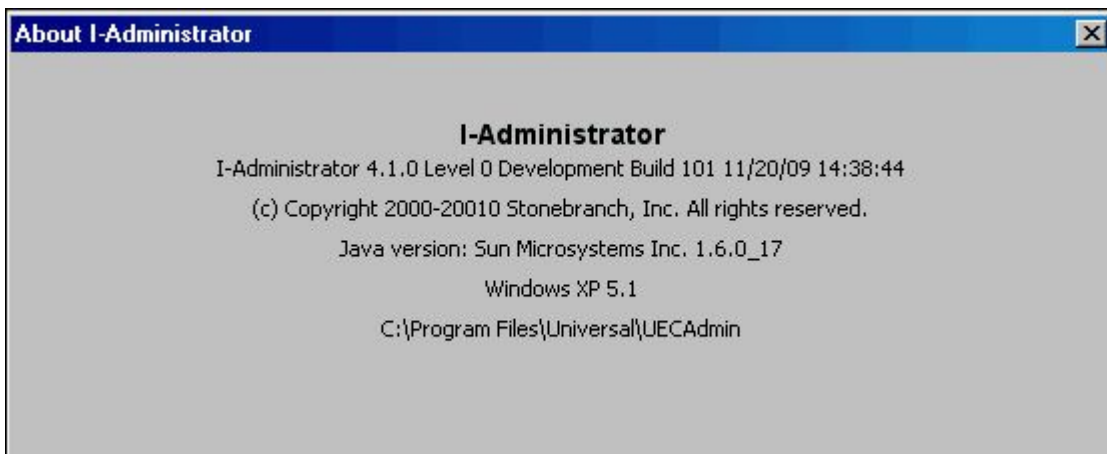 About I-Administrator
I-Administrator
I-Administrator 4.1.0 Level 0 Development Build 101 11/20/09 14:38:44
(c) Copyright 2000-20010 Stonebranch, Inc. All rights reserved.
Java version: Sun Microsystems Inc. 1.6.0_17
Windows XP 5.1
C:\Program Files\Universal\UECAdmin